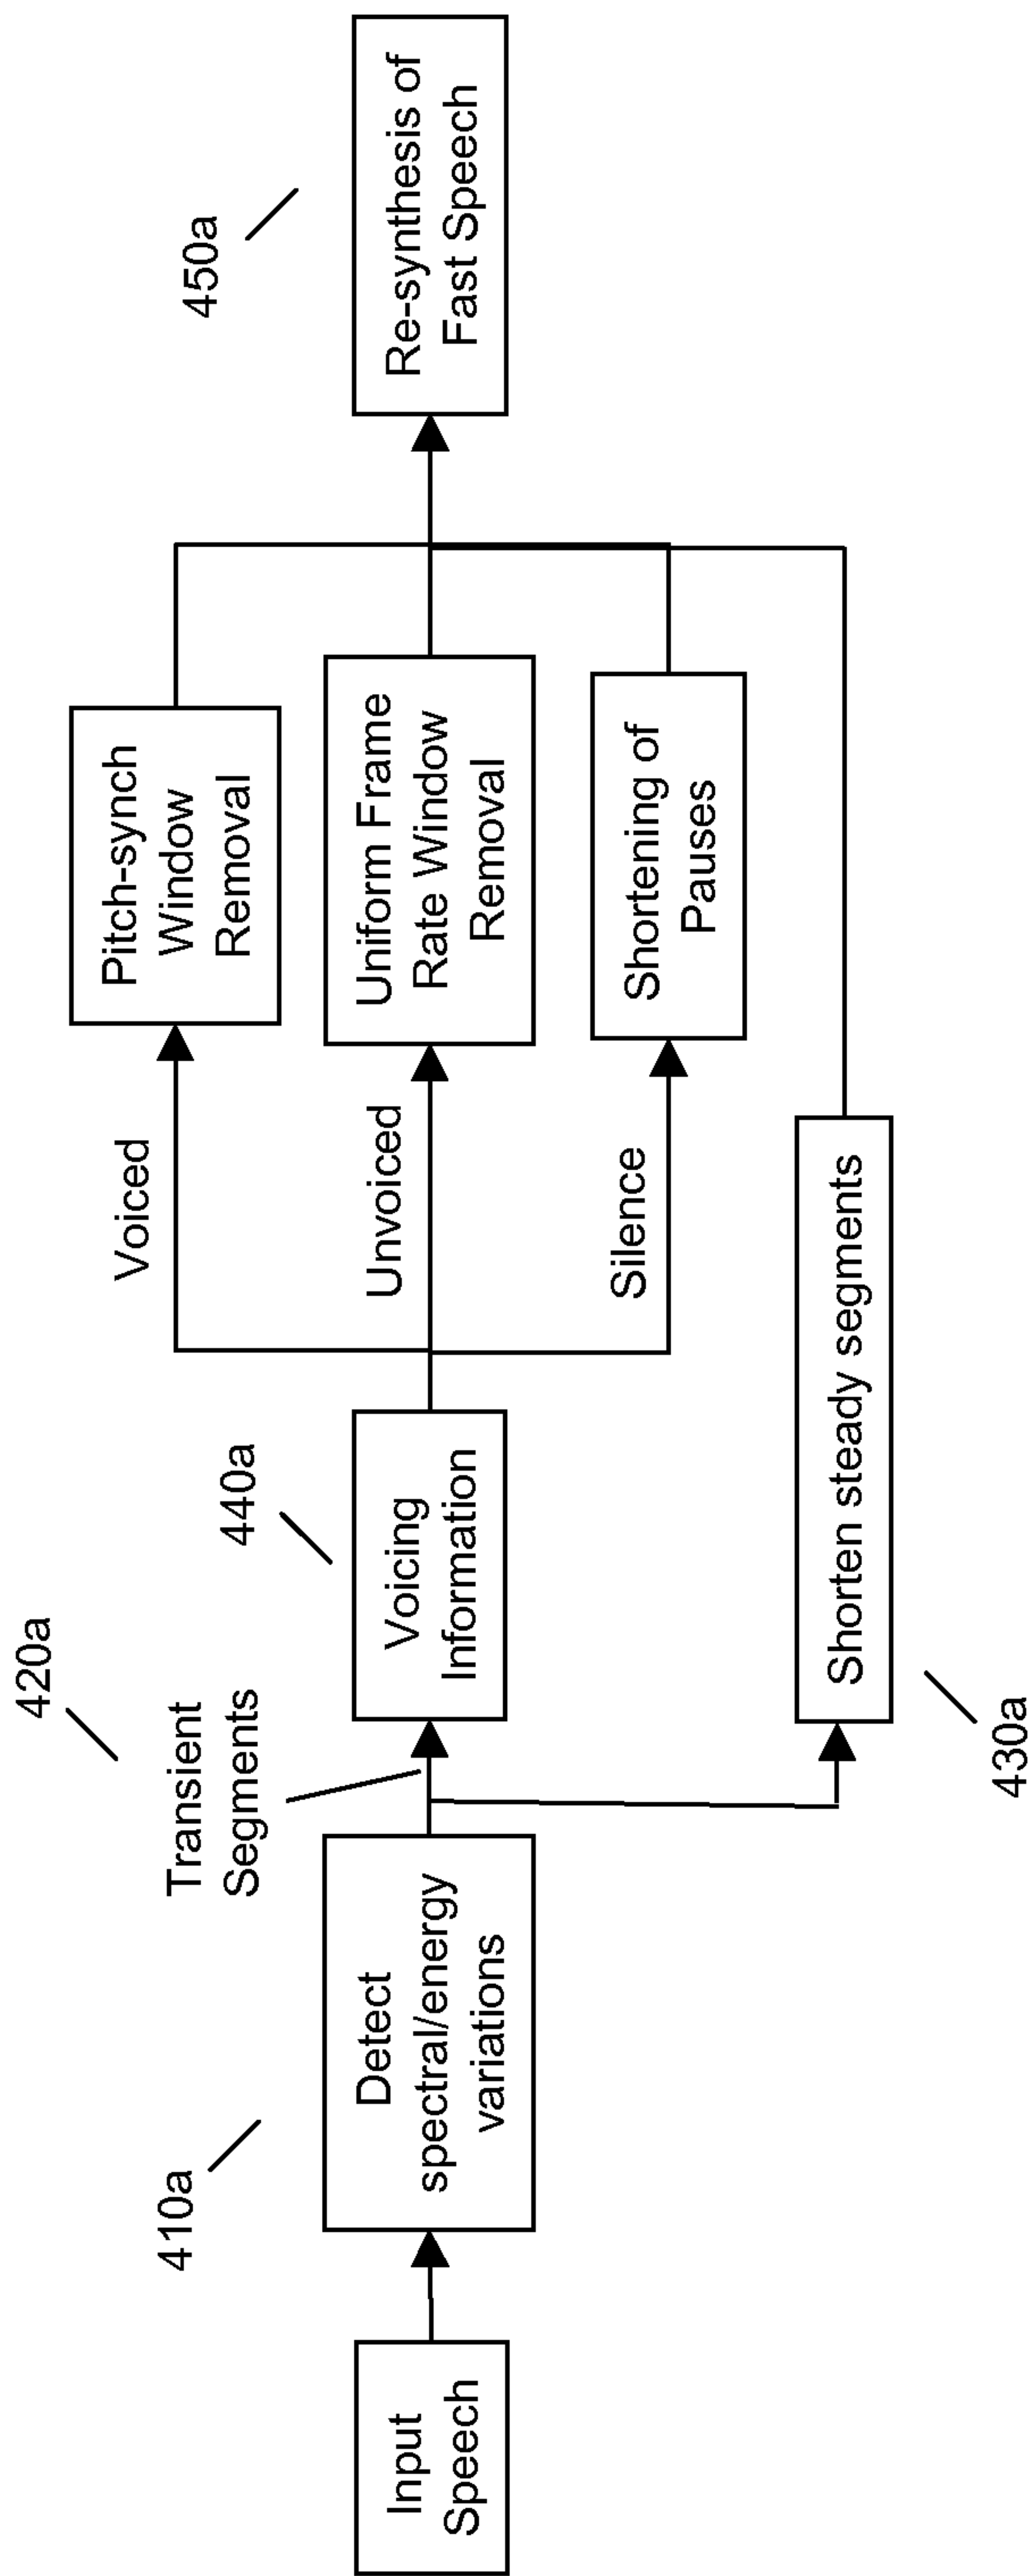 Input
Speech
410a
Detect
spectral/energy
variations
420a
Transient
Segments
440a
Voicing
Information
430a
Shorten steady segments
Voiced
Unvoiced
Silence
Pitch-synch
Window
Removal
Uniform Frame
Rate Window
Removal
Shortening of
Pauses
450a
Re-synthesis of
Fast Speech